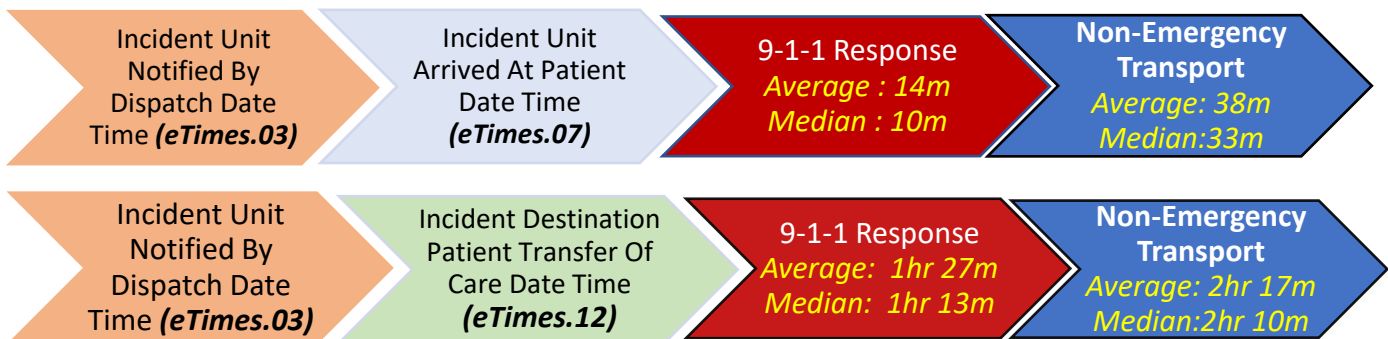 Incident Unit
Notified By
Dispatch Date
Time (eTimes.03)
Incident Unit
Arrived At Patient
Date Time
(eTimes.07)
9-1-1 Response
Average : 14m
Median : 10m
Non-Emergency
Transport
Average: 38m
Median:33m
Incident Unit
Notified By
Dispatch Date
Time (eTimes.03)
Incident Destination
Patient Transfer Of
Care Date Time
(eTimes.12)
9-1-1 Response
Average: 1hr 27m
Median: 1hr 13m
Non-Emergency
Transport
Average: 2hr 17m
Median:2hr 10m